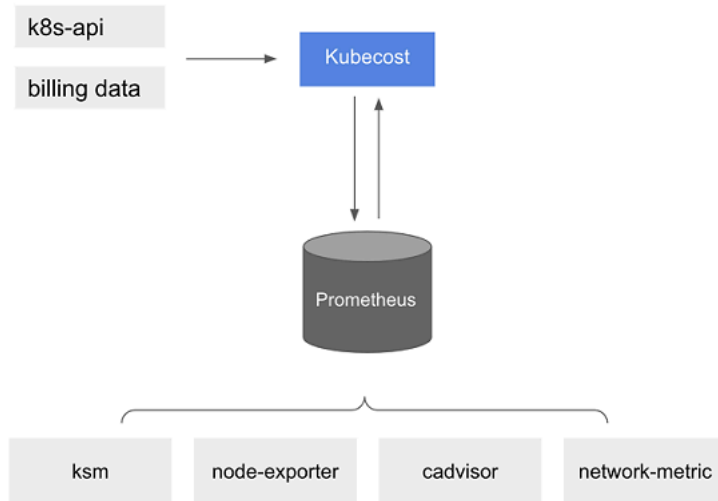 k8s-api
Kubecost
billing data
Prometheus
ksm
node-exporter
cadvisor
network-metric